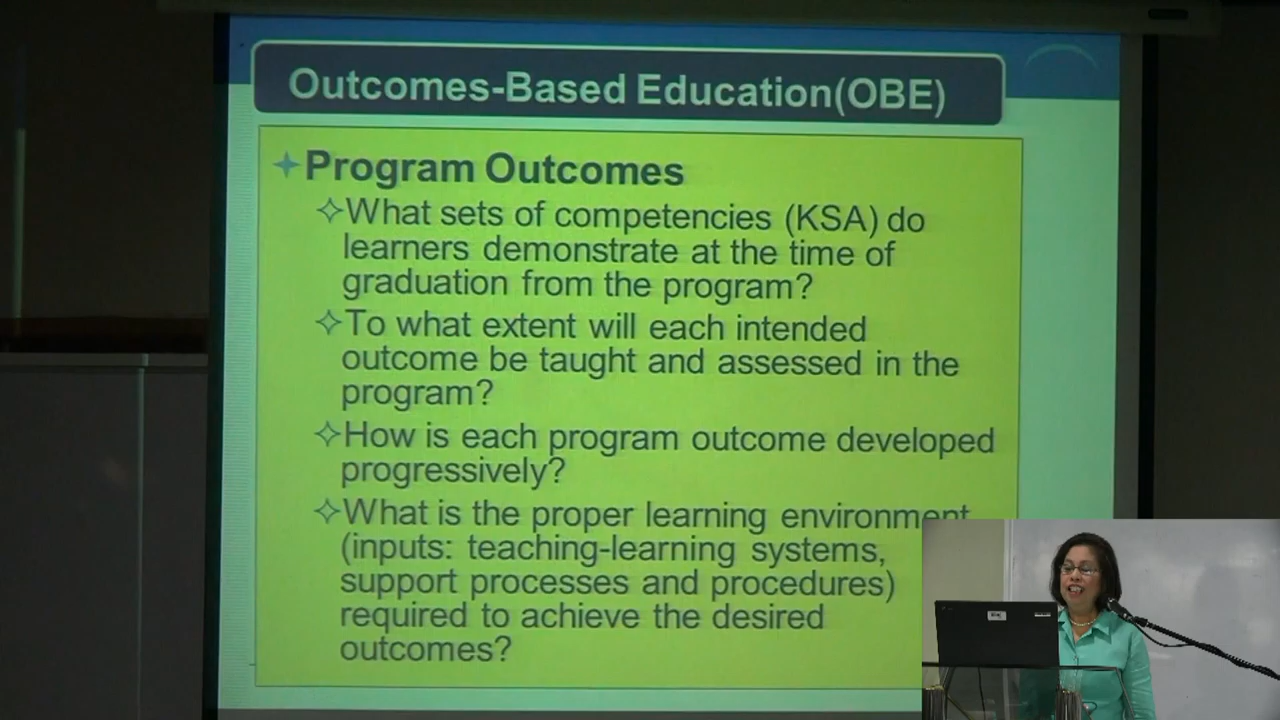 Outcomes-Based Education(OBE)
Program Outcomes
What sets of competencies (KSA) do
learners demonstrate at the time of
graduation from the program?
To what extent will each intended
outcome be taught and assessed in the
program?
How is each program outcome developed
progressively?
What is the proper learning environment
(inputs: teaching-learning systems,
support processes and procedures)
required to achieve the desired
outcomes?